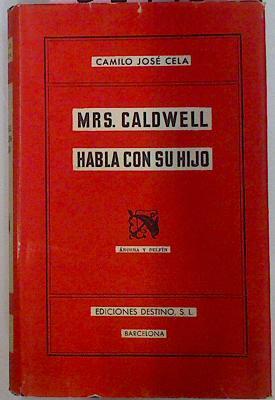 CAMILO JOSÉ CELA
MRS. CALDWELL
HABLA CON SU HIJO
ÁNCORA Y DELFÍN
EDICIONES DESTINO, S. L.
BARCELONA